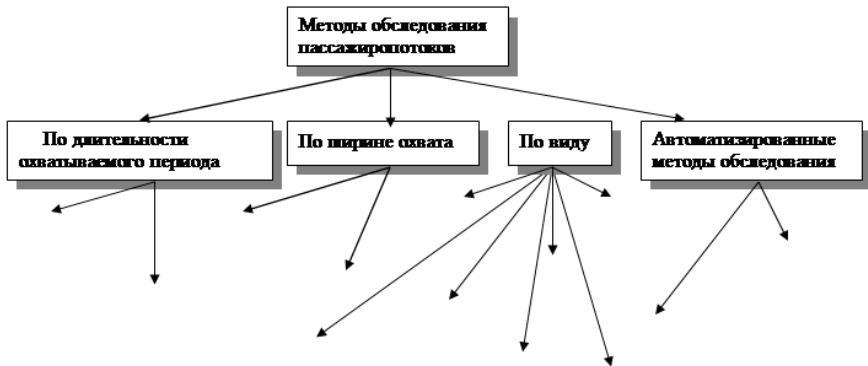 Методы обследования
пассажиропотоков
По длительности
охватываемого периода
По ширине охвата
По виду
Автоматизированные
методы обследования